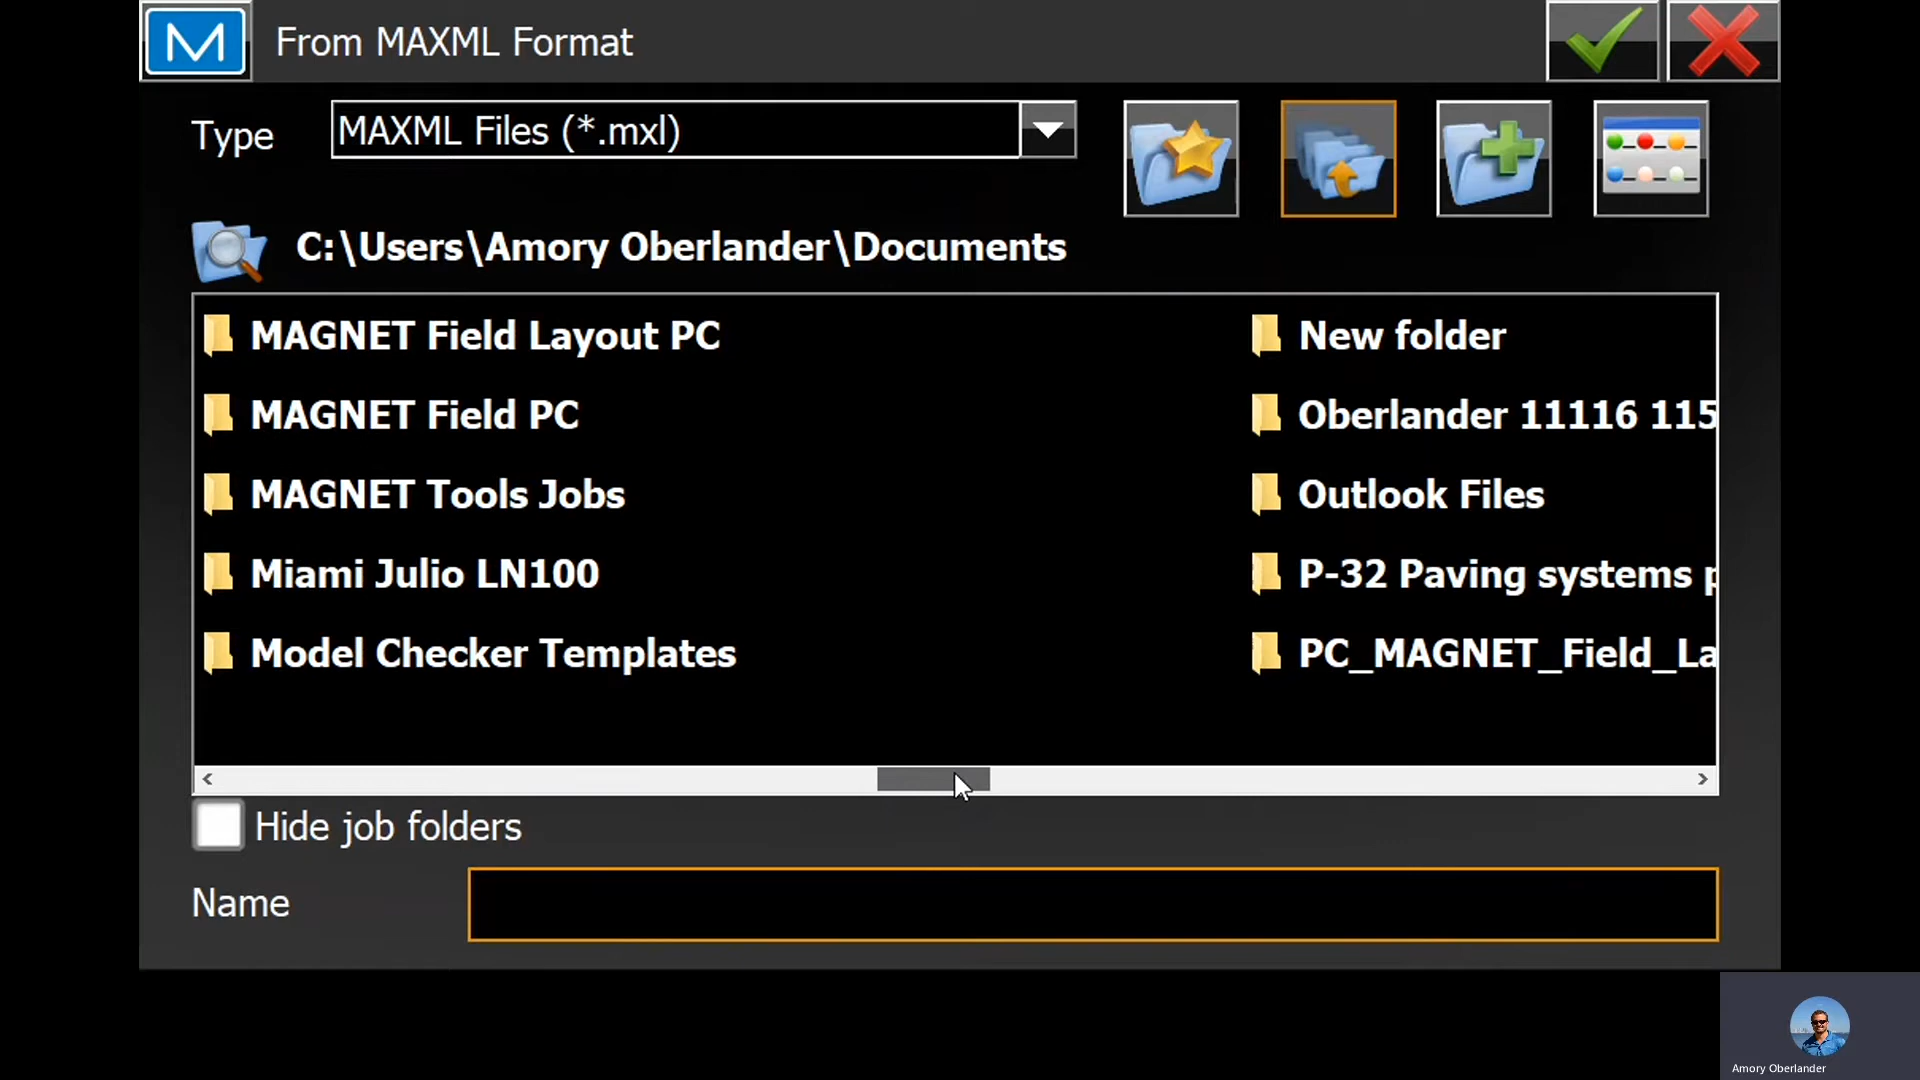 From MAXML Format
Type
MAXML Files (*.mxl)
C:\Users\Amory Oberlander\Documents
MAGNET Field Layout PC
MAGNET Field PC
MAGNET Tools Jobs
Miami Julio LN100
Model Checker Templates
New folder
Oberlander 11116 115
Outlook Files
P-32 Paving systems p
PC_MAGNET_Field_La
Hide job folders
Name
Amory Oberlander